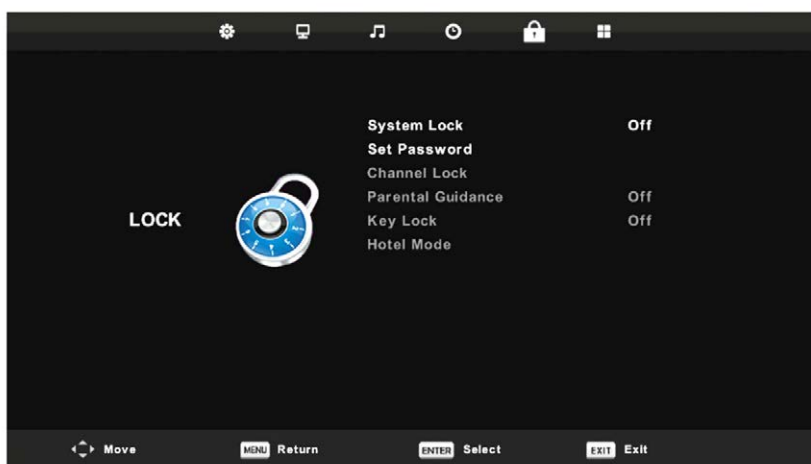 System Lock Off
Set Password
Channel Lock
Parental Guidance Off
LOCK
Key Lock Off
Hotel Mode
Move MENU Return ENTER Select EXIT Exit